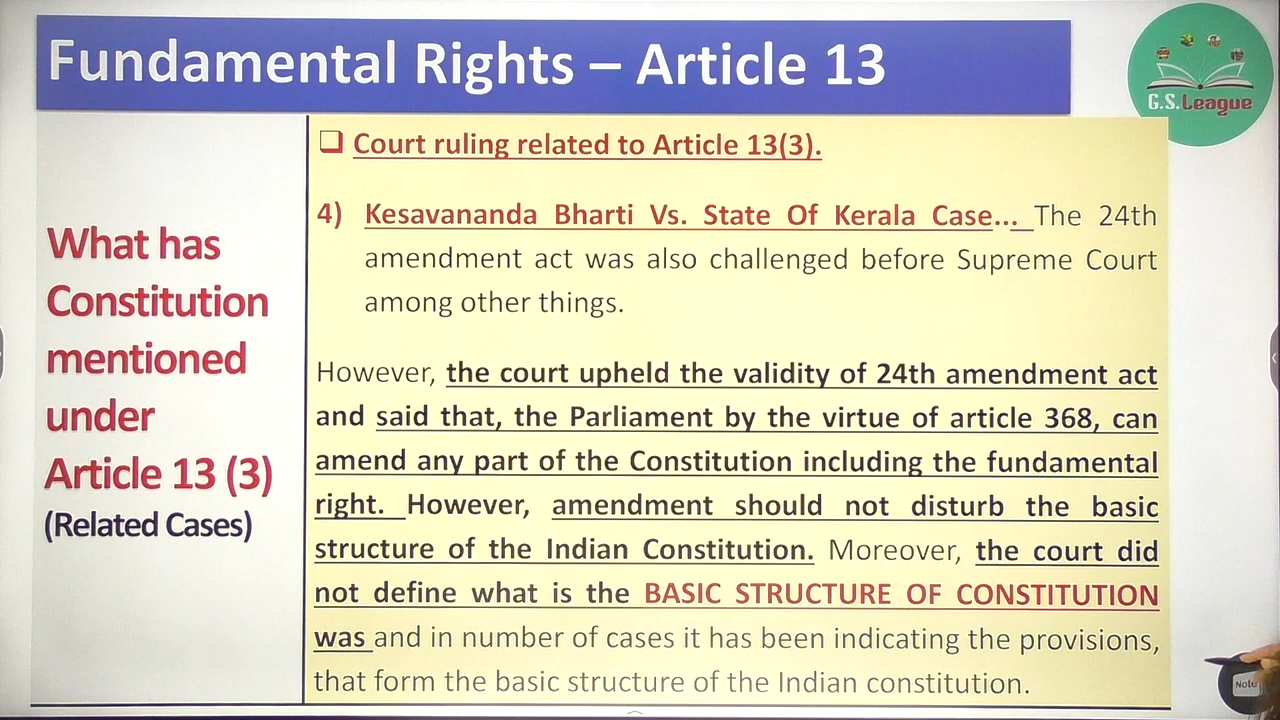 Fundamental Rights – Article 13
G.S.League
What has
Constitution
mentioned
under
Article 13 (3)
(Related Cases)
❑ Court ruling related to Article 13(3).
4) Kesavananda Bharti Vs. State Of Kerala Case... The 24th
amendment act was also challenged before Supreme Court
among other things.
However, the court upheld the validity of 24th amendment act
and said that, the Parliament by the virtue of article 368, can
amend any part of the Constitution including the fundamental
right. However, amendment should not disturb the basic
structure of the Indian Constitution. Moreover, the court did
not define what is the BASIC STRUCTURE OF CONSTITUTION
was and in number of cases it has been indicating the provisions,
that form the basic structure of the Indian constitution.
Note